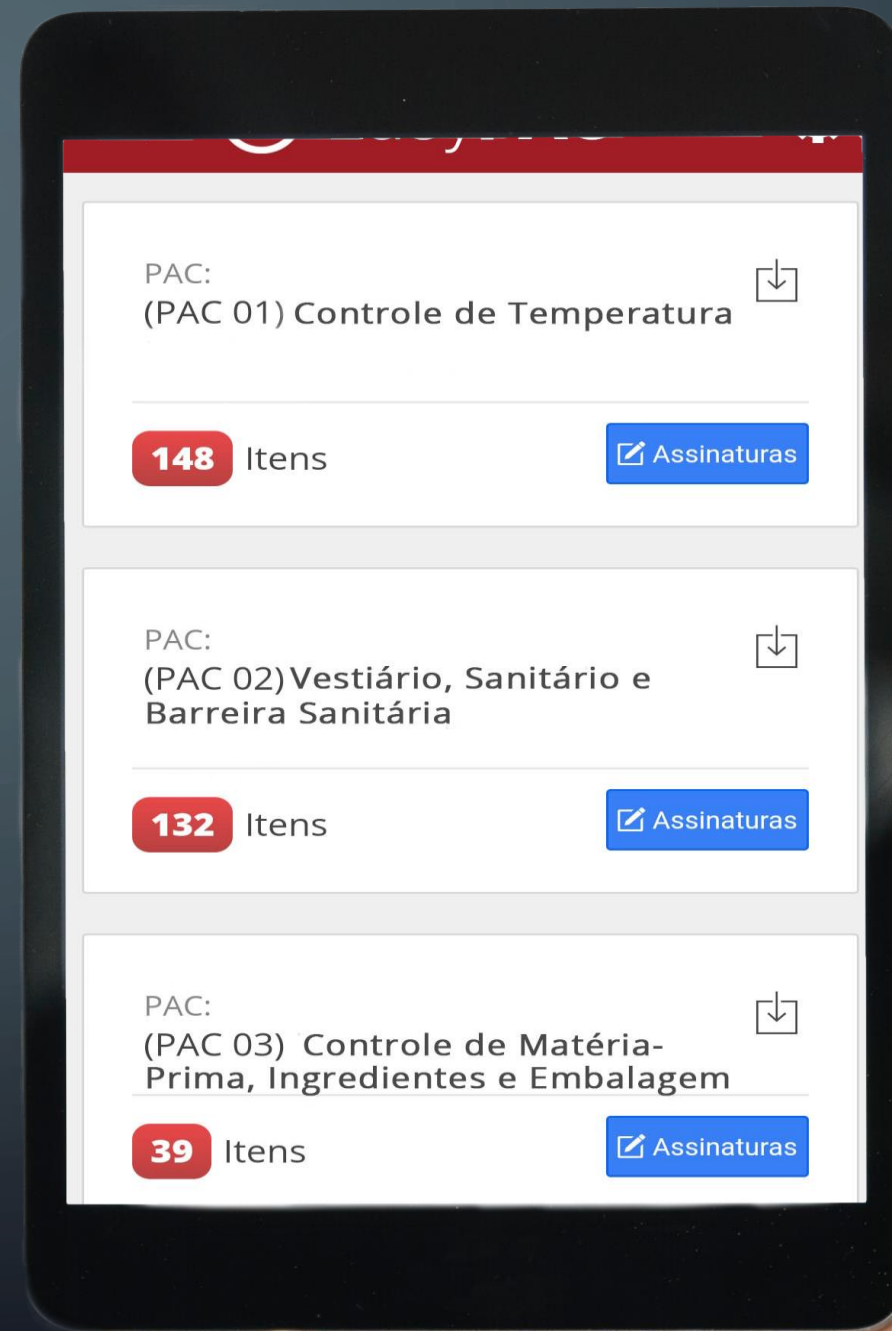 PAC:
(PAC 01) Controle de Temperatura
148 Itens
Assinaturas
PAC:
(PAC 02) Vestiário, Sanitário e
Barreira Sanitária
132 Itens
Assinaturas
PAC:
(PAC 03) Controle de Matéria-
Prima, Ingredientes e Embalagem
39 Itens
Assinaturas